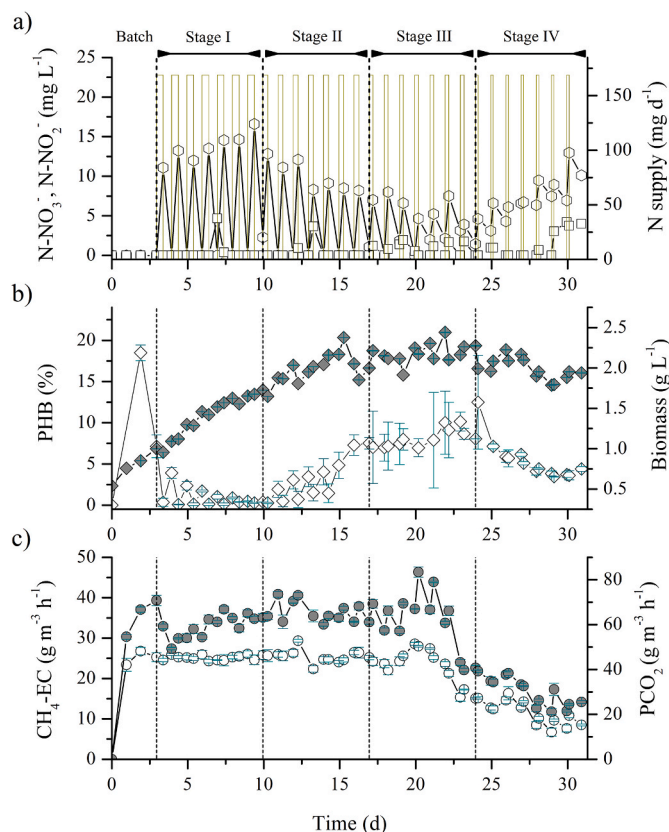 a)
Batch Stage I Stage II Stage III Stage IV
N-NO₃⁻, N-NO₂⁻
(mg L⁻¹)
25
20
15
10
5
0
150
100
50
0
N supply (mg d⁻¹)
0 5 10 15 20 25 30
b)
PHB (%)
20
15
10
5
0
2.5
2.0
1.5
1.0
0.5
Biomass (g L⁻¹)
0 5 10 15 20 25 30
c)
CH₄-EC (g m⁻³ h⁻¹)
50
40
30
20
10
0
80
60
40
20
0
PCO₂ (g m⁻³ h⁻¹)
0 5 10 15 20 25 30
Time (d)